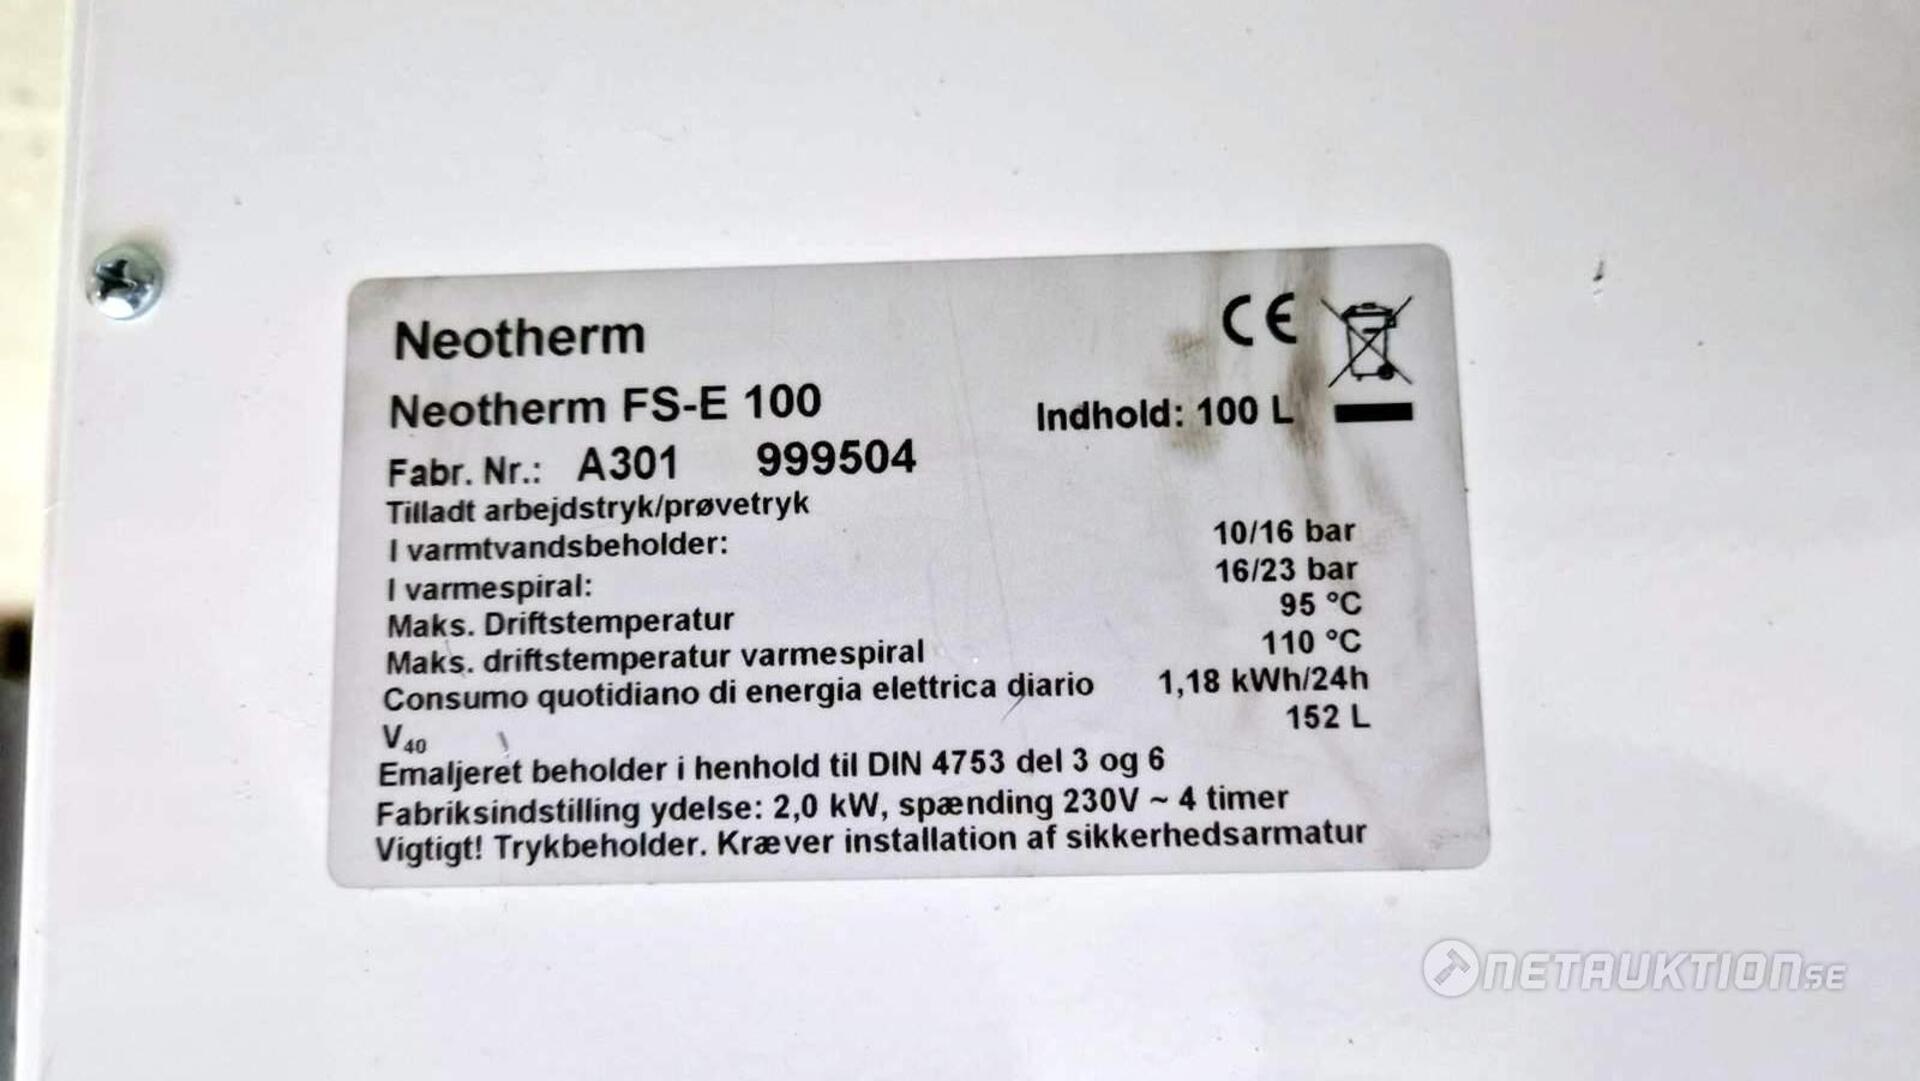 Neotherm
CE
Neotherm FS-E 100 Indhold: 100 L
Fabr. Nr.: A301 999504
Tilladt arbejdstryk/prøvetryk
I varmtvandsbeholder: 10/16 bar
I varmespiral: 16/23 bar
Maks. Driftstemperatur 95 °C
Maks. driftstemperatur varmespiral 110 °C
Consumo quotidiano di energia elettrica diario 1,18 kWh/24h
V40 152 L
Emaljeret beholder i henhold til DIN 4753 del 3 og 6
Fabriksindstilling ydelse: 2,0 kW, spænding 230V ~ 4 timer
Vigtigt! Trykbeholder. Kræver installation af sikkerhedsarmatur
NETAUKTION.SE